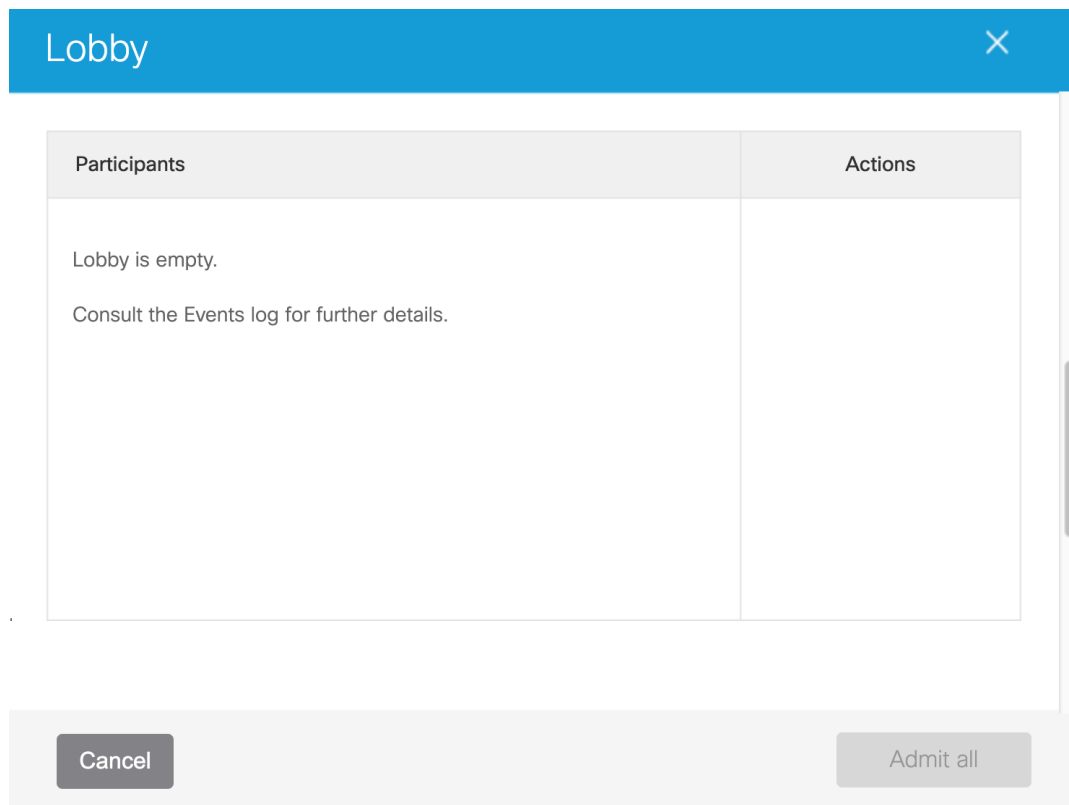 Lobby
Participants
Actions
Lobby is empty.
Consult the Events log for further details.
Cancel
Admit all